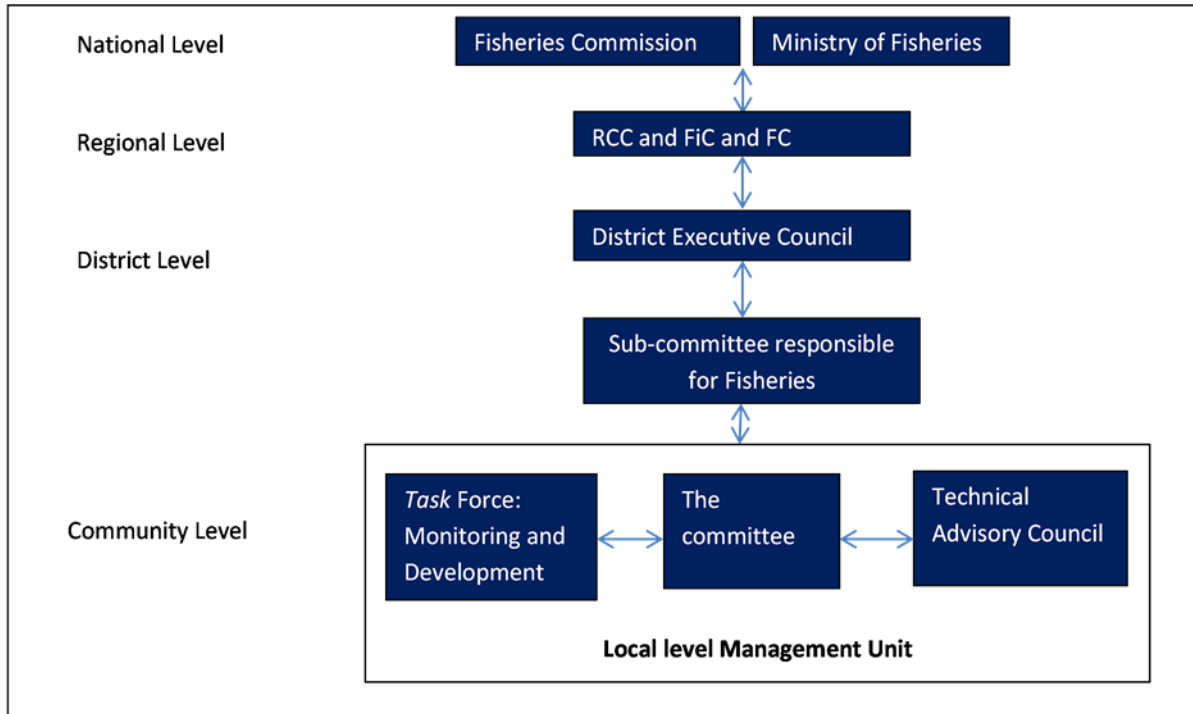 National Level
Fisheries Commission
Ministry of Fisheries
Regional Level
RCC and FiC and FC
District Level
District Executive Council
Sub-committee responsible
for Fisheries
Community Level
Task Force:
Monitoring and
Development
The
committee
Technical
Advisory Council
Local level Management Unit